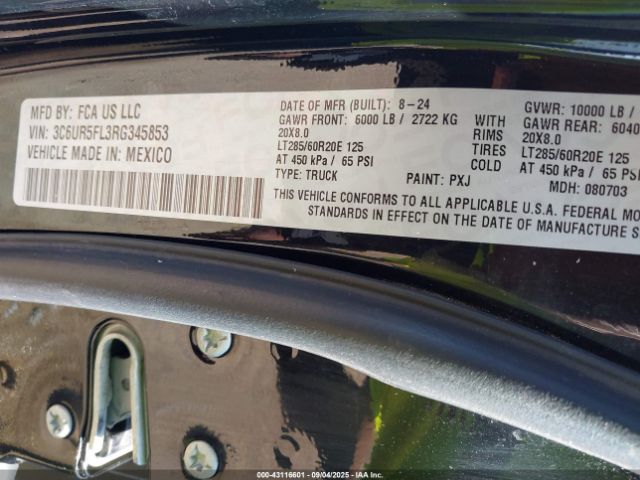 MFD BY: FCA US LLC
VIN: 3C6UR5FL3RG345853
VEHICLE MADE IN: MEXICO
DATE OF MFR (BUILT): 8-24
GAWR FRONT: 6000 LB / 2722 KG
20X8.0
LT285/60R20E 125
AT 450 kPa / 65 PSI
TYPE: TRUCK
PAINT: PXJ
WITH
RIMS
TIRES
COLD
GVWR: 10000 LB /
GAWR REAR: 6040
20X8.0
LT285/60R20E 125
AT 450 kPa / 65 PSI
MDH: 080703
THIS VEHICLE CONFORMS TO ALL APPLICABLE U.S.A. FEDERAL MO
STANDARDS IN EFFECT ON THE DATE OF MANUFACTURE S
000-43116601 - 09/04/2025 - IAAI.COM